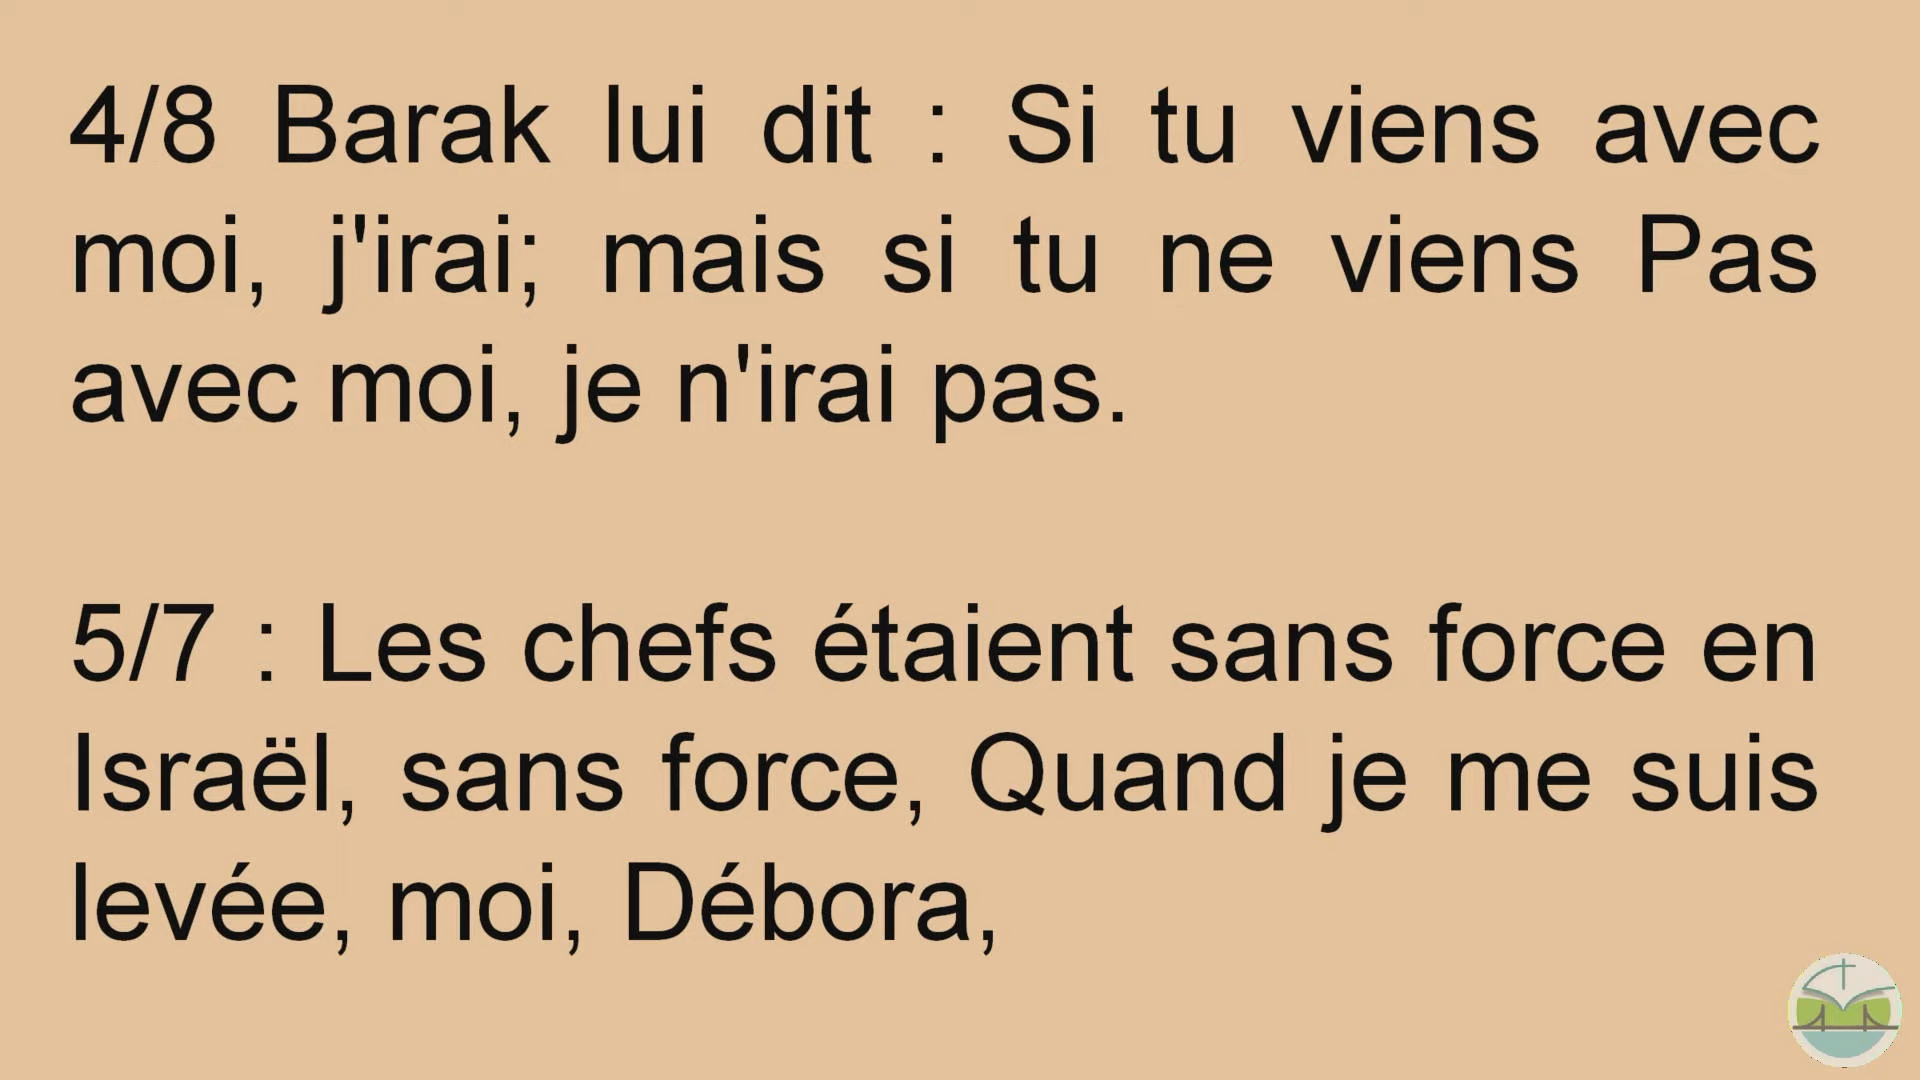 4/8 Barak lui dit : Si tu viens avec
moi, j'irai; mais si tu ne viens Pas
avec moi, je n'irai pas.
5/7 : Les chefs étaient sans force en
Israël, sans force, Quand je me suis
levée, moi, Débora,